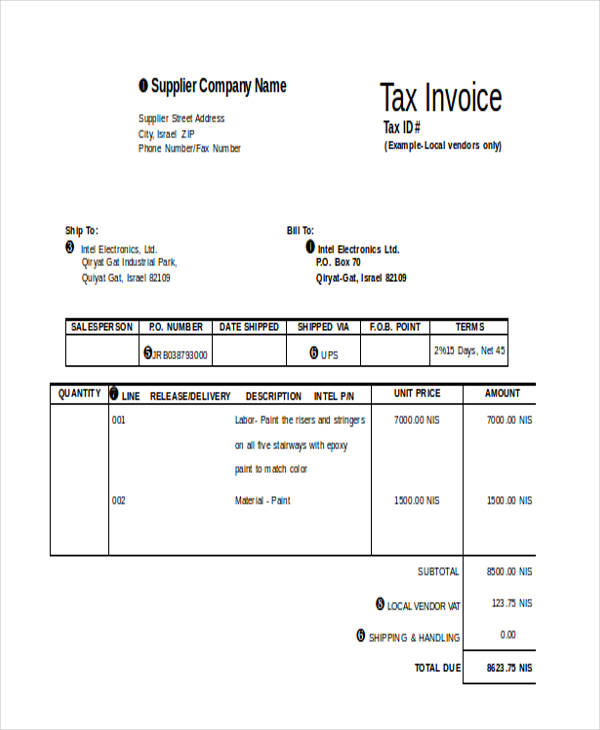 ❶ Supplier Company Name
Tax Invoice
Supplier Street Address
City, Israel ZIP
Phone Number/Fax Number
Tax ID#
(Example-Local vendors only)
Ship To:
❸ Intel Electronics, Ltd.
Qiryat Gat Industrial Park,
Quiyat Gat, Israel 82109
Bill To:
❶ Intel Electronics Ltd.
P.O. Box 70
Qiryat-Gat, Israel 82109
SALESPERSON P.O. NUMBER DATE SHIPPED SHIPPED VIA F.O.B. POINT TERMS
❺JRB038793000 ❻ UPS 2%15 Days, Net 45
QUANTITY ❼ LINE RELEASE/DELIVERY DESCRIPTION INTEL P/N UNIT PRICE AMOUNT
001 Labor- Paint the risers and stringers 7000.00 NIS 7000.00 NIS
on all five stairways with epoxy
paint to match color
002 Material - Paint 1500.00 NIS 1500.00 NIS
SUBTOTAL 8500.00 NIS
❽ LOCAL VENDOR VAT 123.75 NIS
❻ SHIPPING & HANDLING 0.00
TOTAL DUE 8623.75 NIS